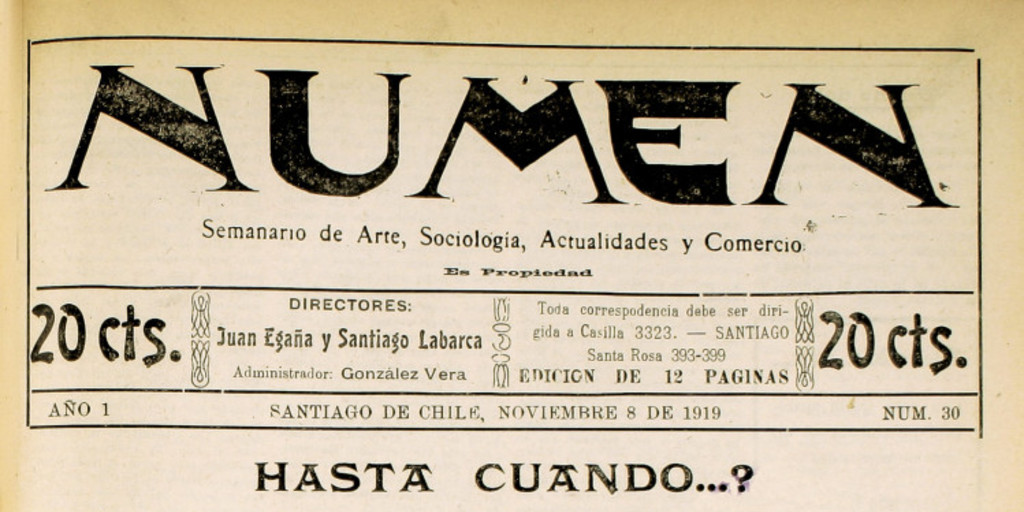 NUMEN
Semanario de Arte, Sociología, Actualidades y Comercio
Es Propiedad
20 cts.
DIRECTORES:
Juan Egaña y Santiago Labarca
Administrador: González Vera
Toda correspodencia debe ser diri-
gida a Casilla 3323. — SANTIAGO
Santa Rosa 393-399
EDICION DE 12 PAGINAS
20 cts.
AÑO 1 SANTIAGO DE CHILE, NOVIEMBRE 8 DE 1919 NUM. 30
HASTA CUANDO...?